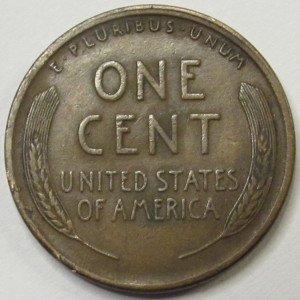 E·PLURIBUS·UNUM
ONE
CENT
UNITED STATES
OF AMERICA